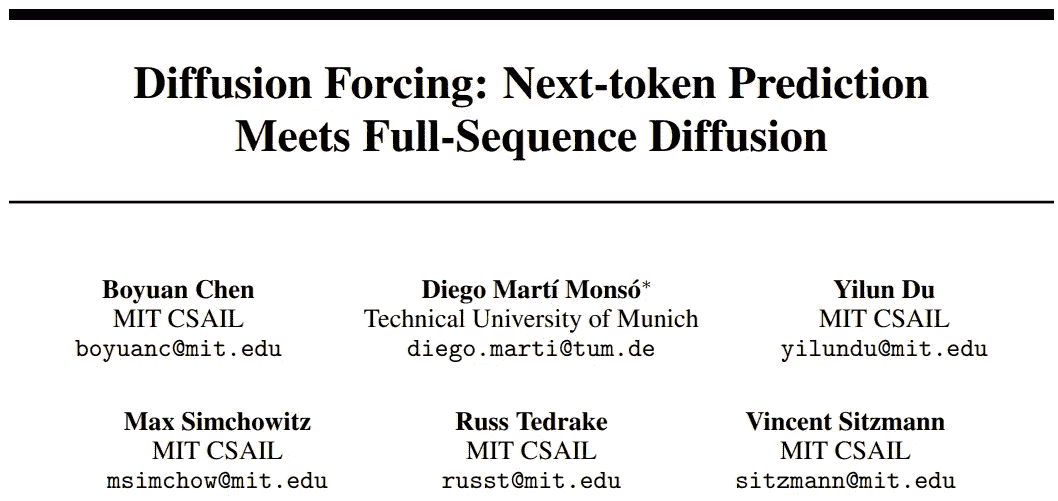 Diffusion Forcing: Next-token Prediction
Meets Full-Sequence Diffusion
Boyuan Chen
MIT CSAIL
boyuanc@mit.edu
Diego Martí Monsó*
Technical University of Munich
diego.marti@tum.de
Yilun Du
MIT CSAIL
yilundu@mit.edu
Max Simchowitz
MIT CSAIL
msimchow@mit.edu
Russ Tedrake
MIT CSAIL
russt@mit.edu
Vincent Sitzmann
MIT CSAIL
sitzmann@mit.edu